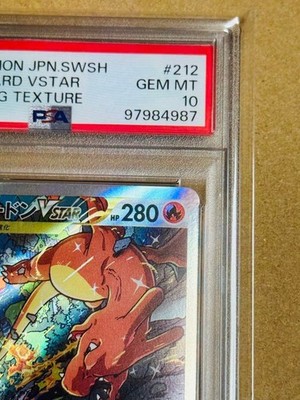 ION JPN.SWSH #212
ARD VSTAR GEM MT
G TEXTURE 10
PSA 97984987
ードンVSTAR HP 280